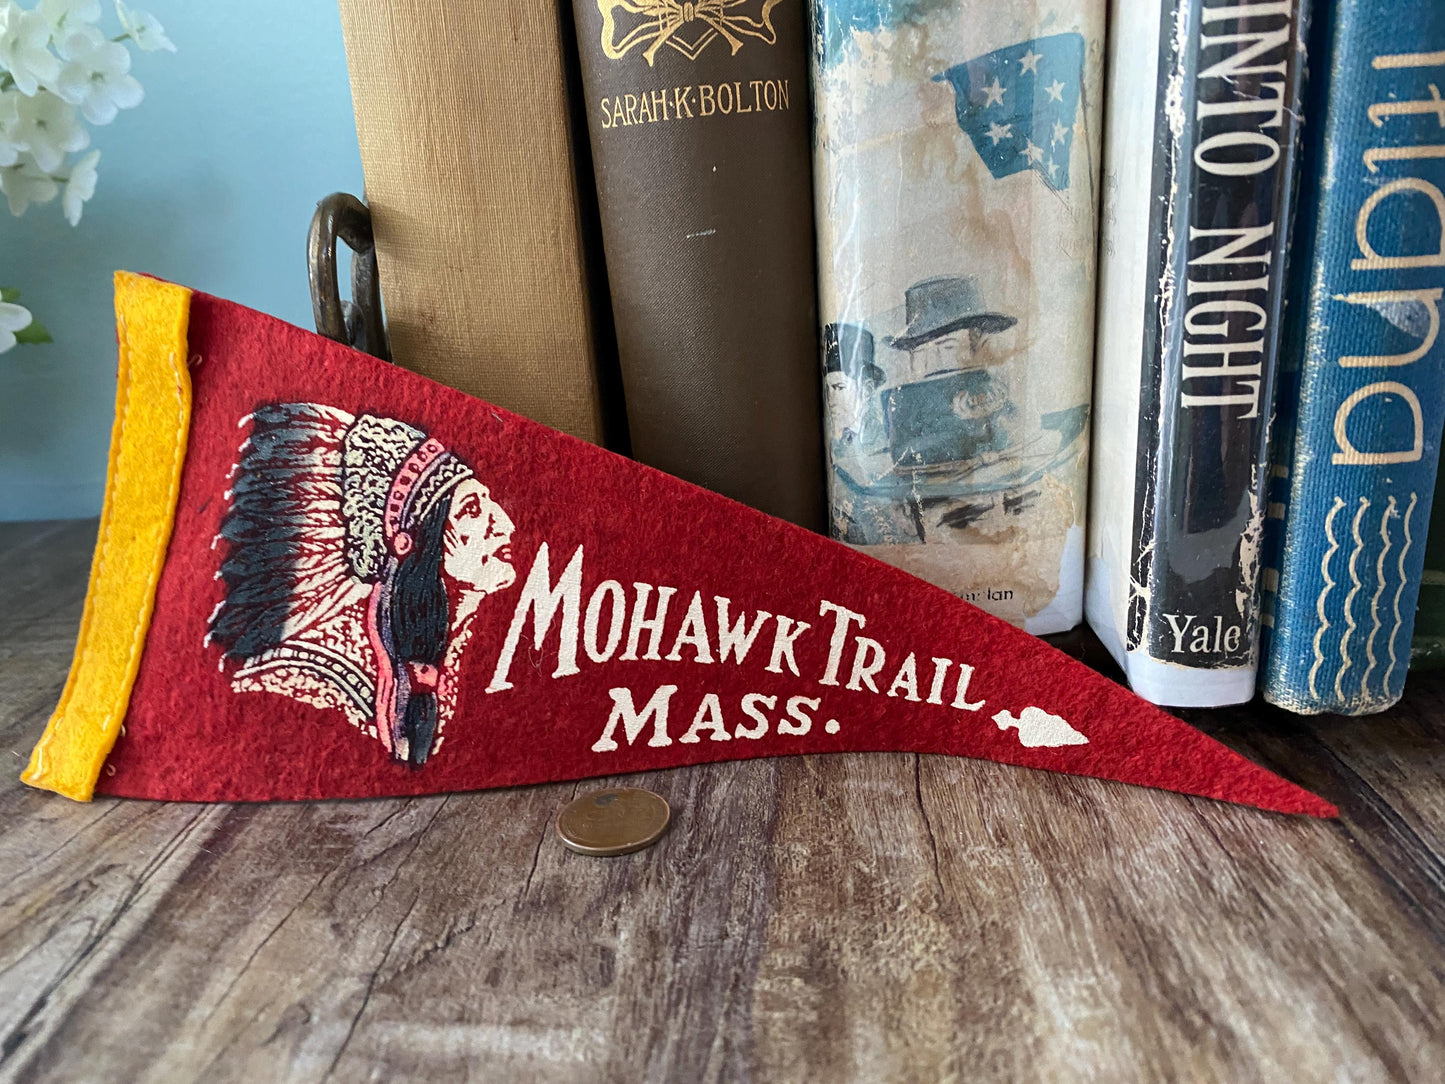 SARAH·K·BOLTON
INTO NIGHT
Yale
MOHAWK TRAIL
MASS.